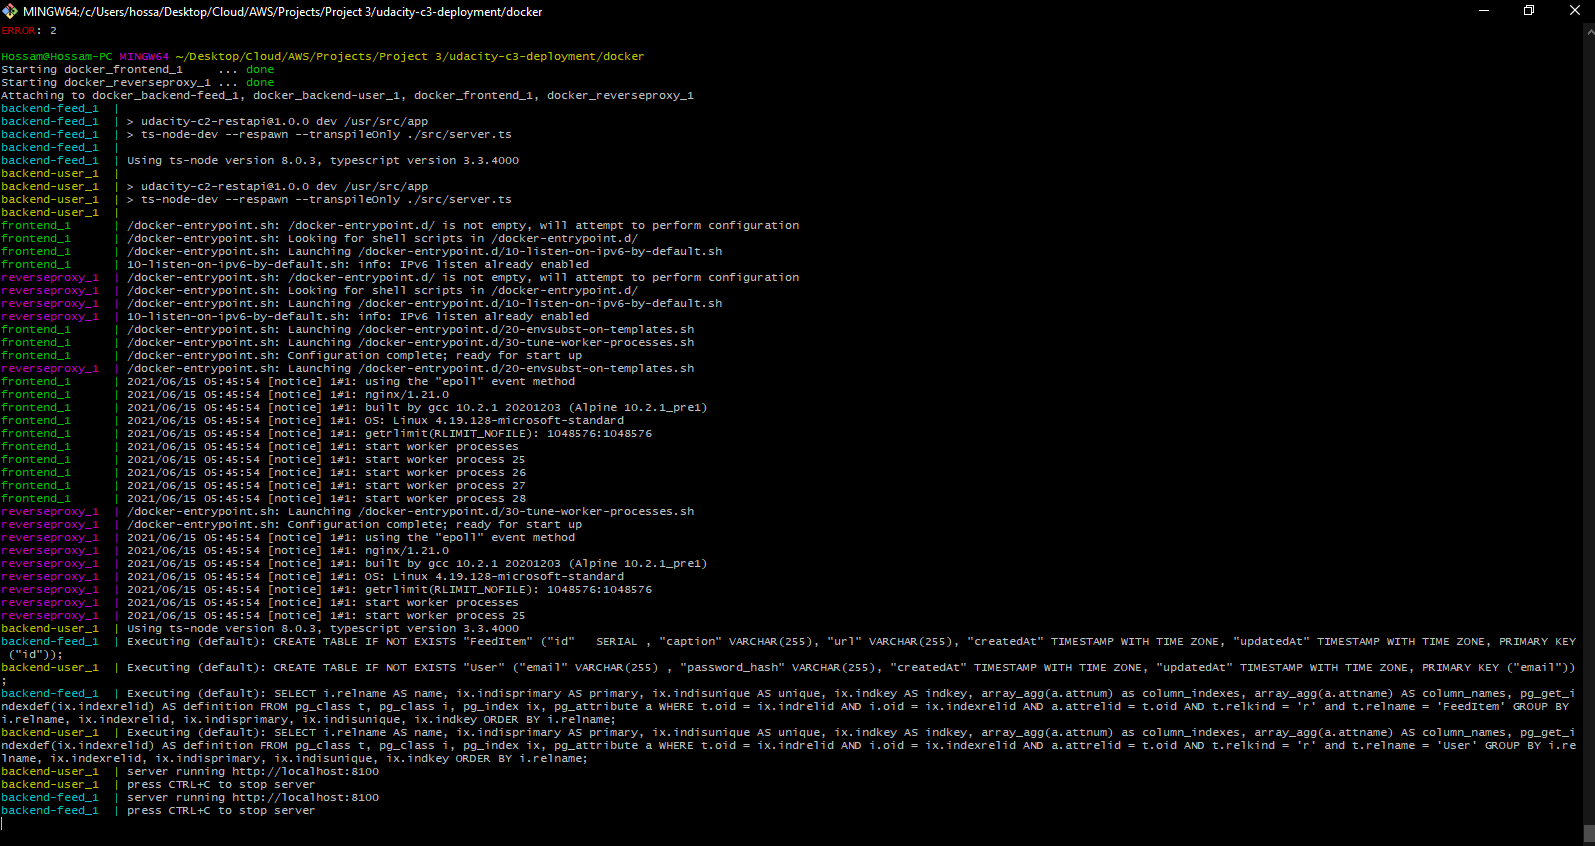 MINGW64:/c/Users/hossa/Desktop/Cloud/AWS/Projects/Project 3/udacity-c3-deployment/docker
ERROR: 2
Hossam@Hossam-PC MINGW64 ~/Desktop/Cloud/AWS/Projects/Project 3/udacity-c3-deployment/docker
Starting docker_frontend_1     ... done
Starting docker_reverseproxy_1 ... done
Attaching to docker_backend-feed_1, docker_backend-user_1, docker_frontend_1, docker_reverseproxy_1
backend-feed_1  |
backend-feed_1  | > udacity-c2-restapi@1.0.0 dev /usr/src/app
backend-feed_1  | > ts-node-dev --respawn --transpileOnly ./src/server.ts
backend-feed_1  |
backend-feed_1  | Using ts-node version 8.0.3, typescript version 3.3.4000
backend-user_1  |
backend-user_1  | > udacity-c2-restapi@1.0.0 dev /usr/src/app
backend-user_1  | > ts-node-dev --respawn --transpileOnly ./src/server.ts
backend-user_1  |
frontend_1      | /docker-entrypoint.sh: /docker-entrypoint.d/ is not empty, will attempt to perform configuration
frontend_1      | /docker-entrypoint.sh: Looking for shell scripts in /docker-entrypoint.d/
frontend_1      | /docker-entrypoint.sh: Launching /docker-entrypoint.d/10-listen-on-ipv6-by-default.sh
frontend_1      | 10-listen-on-ipv6-by-default.sh: info: IPv6 listen already enabled
reverseproxy_1  | /docker-entrypoint.sh: /docker-entrypoint.d/ is not empty, will attempt to perform configuration
reverseproxy_1  | /docker-entrypoint.sh: Looking for shell scripts in /docker-entrypoint.d/
reverseproxy_1  | /docker-entrypoint.sh: Launching /docker-entrypoint.d/10-listen-on-ipv6-by-default.sh
reverseproxy_1  | 10-listen-on-ipv6-by-default.sh: info: IPv6 listen already enabled
frontend_1      | /docker-entrypoint.sh: Launching /docker-entrypoint.d/20-envsubst-on-templates.sh
frontend_1      | /docker-entrypoint.sh: Launching /docker-entrypoint.d/30-tune-worker-processes.sh
frontend_1      | /docker-entrypoint.sh: Configuration complete; ready for start up
reverseproxy_1  | /docker-entrypoint.sh: Launching /docker-entrypoint.d/20-envsubst-on-templates.sh
frontend_1      | 2021/06/15 05:45:54 [notice] 1#1: using the "epoll" event method
frontend_1      | 2021/06/15 05:45:54 [notice] 1#1: nginx/1.21.0
frontend_1      | 2021/06/15 05:45:54 [notice] 1#1: built by gcc 10.2.1 20201203 (Alpine 10.2.1_pre1)
frontend_1      | 2021/06/15 05:45:54 [notice] 1#1: OS: Linux 4.19.128-microsoft-standard
frontend_1      | 2021/06/15 05:45:54 [notice] 1#1: getrlimit(RLIMIT_NOFILE): 1048576:1048576
frontend_1      | 2021/06/15 05:45:54 [notice] 1#1: start worker processes
frontend_1      | 2021/06/15 05:45:54 [notice] 1#1: start worker process 25
frontend_1      | 2021/06/15 05:45:54 [notice] 1#1: start worker process 26
frontend_1      | 2021/06/15 05:45:54 [notice] 1#1: start worker process 27
frontend_1      | 2021/06/15 05:45:54 [notice] 1#1: start worker process 28
reverseproxy_1  | /docker-entrypoint.sh: Launching /docker-entrypoint.d/30-tune-worker-processes.sh
reverseproxy_1  | /docker-entrypoint.sh: Configuration complete; ready for start up
reverseproxy_1  | 2021/06/15 05:45:54 [notice] 1#1: using the "epoll" event method
reverseproxy_1  | 2021/06/15 05:45:54 [notice] 1#1: nginx/1.21.0
reverseproxy_1  | 2021/06/15 05:45:54 [notice] 1#1: built by gcc 10.2.1 20201203 (Alpine 10.2.1_pre1)
reverseproxy_1  | 2021/06/15 05:45:54 [notice] 1#1: OS: Linux 4.19.128-microsoft-standard
reverseproxy_1  | 2021/06/15 05:45:54 [notice] 1#1: getrlimit(RLIMIT_NOFILE): 1048576:1048576
reverseproxy_1  | 2021/06/15 05:45:54 [notice] 1#1: start worker processes
reverseproxy_1  | 2021/06/15 05:45:54 [notice] 1#1: start worker process 25
backend-user_1  | Using ts-node version 8.0.3, typescript version 3.3.4000
backend-feed_1  | Executing (default): CREATE TABLE IF NOT EXISTS "FeedItem" ("id"   SERIAL , "caption" VARCHAR(255), "url" VARCHAR(255), "createdAt" TIMESTAMP WITH TIME ZONE, "updatedAt" TIMESTAMP WITH TIME ZONE, PRIMARY KEY
("id"));
backend-user_1  | Executing (default): CREATE TABLE IF NOT EXISTS "User" ("email" VARCHAR(255) , "password_hash" VARCHAR(255), "createdAt" TIMESTAMP WITH TIME ZONE, "updatedAt" TIMESTAMP WITH TIME ZONE, PRIMARY KEY ("email"))
;
backend-feed_1  | Executing (default): SELECT i.relname AS name, ix.indisprimary AS primary, ix.indisunique AS unique, ix.indkey AS indkey, array_agg(a.attnum) as column_indexes, array_agg(a.attname) AS column_names, pg_get_i
ndexdef(ix.indexrelid) AS definition FROM pg_class t, pg_class i, pg_index ix, pg_attribute a WHERE t.oid = ix.indrelid AND i.oid = ix.indexrelid AND a.attrelid = t.oid AND t.relkind = 'r' and t.relname = 'FeedItem' GROUP BY
i.relname, ix.indexrelid, ix.indisprimary, ix.indisunique, ix.indkey ORDER BY i.relname;
backend-user_1  | Executing (default): SELECT i.relname AS name, ix.indisprimary AS primary, ix.indisunique AS unique, ix.indkey AS indkey, array_agg(a.attnum) as column_indexes, array_agg(a.attname) AS column_names, pg_get_i
ndexdef(ix.indexrelid) AS definition FROM pg_class t, pg_class i, pg_index ix, pg_attribute a WHERE t.oid = ix.indrelid AND i.oid = ix.indexrelid AND a.attrelid = t.oid AND t.relkind = 'r' and t.relname = 'User' GROUP BY i.re
lname, ix.indexrelid, ix.indisprimary, ix.indisunique, ix.indkey ORDER BY i.relname;
backend-user_1  | server running http://localhost:8100
backend-user_1  | press CTRL+C to stop server
backend-feed_1  | server running http://localhost:8100
backend-feed_1  | press CTRL+C to stop server